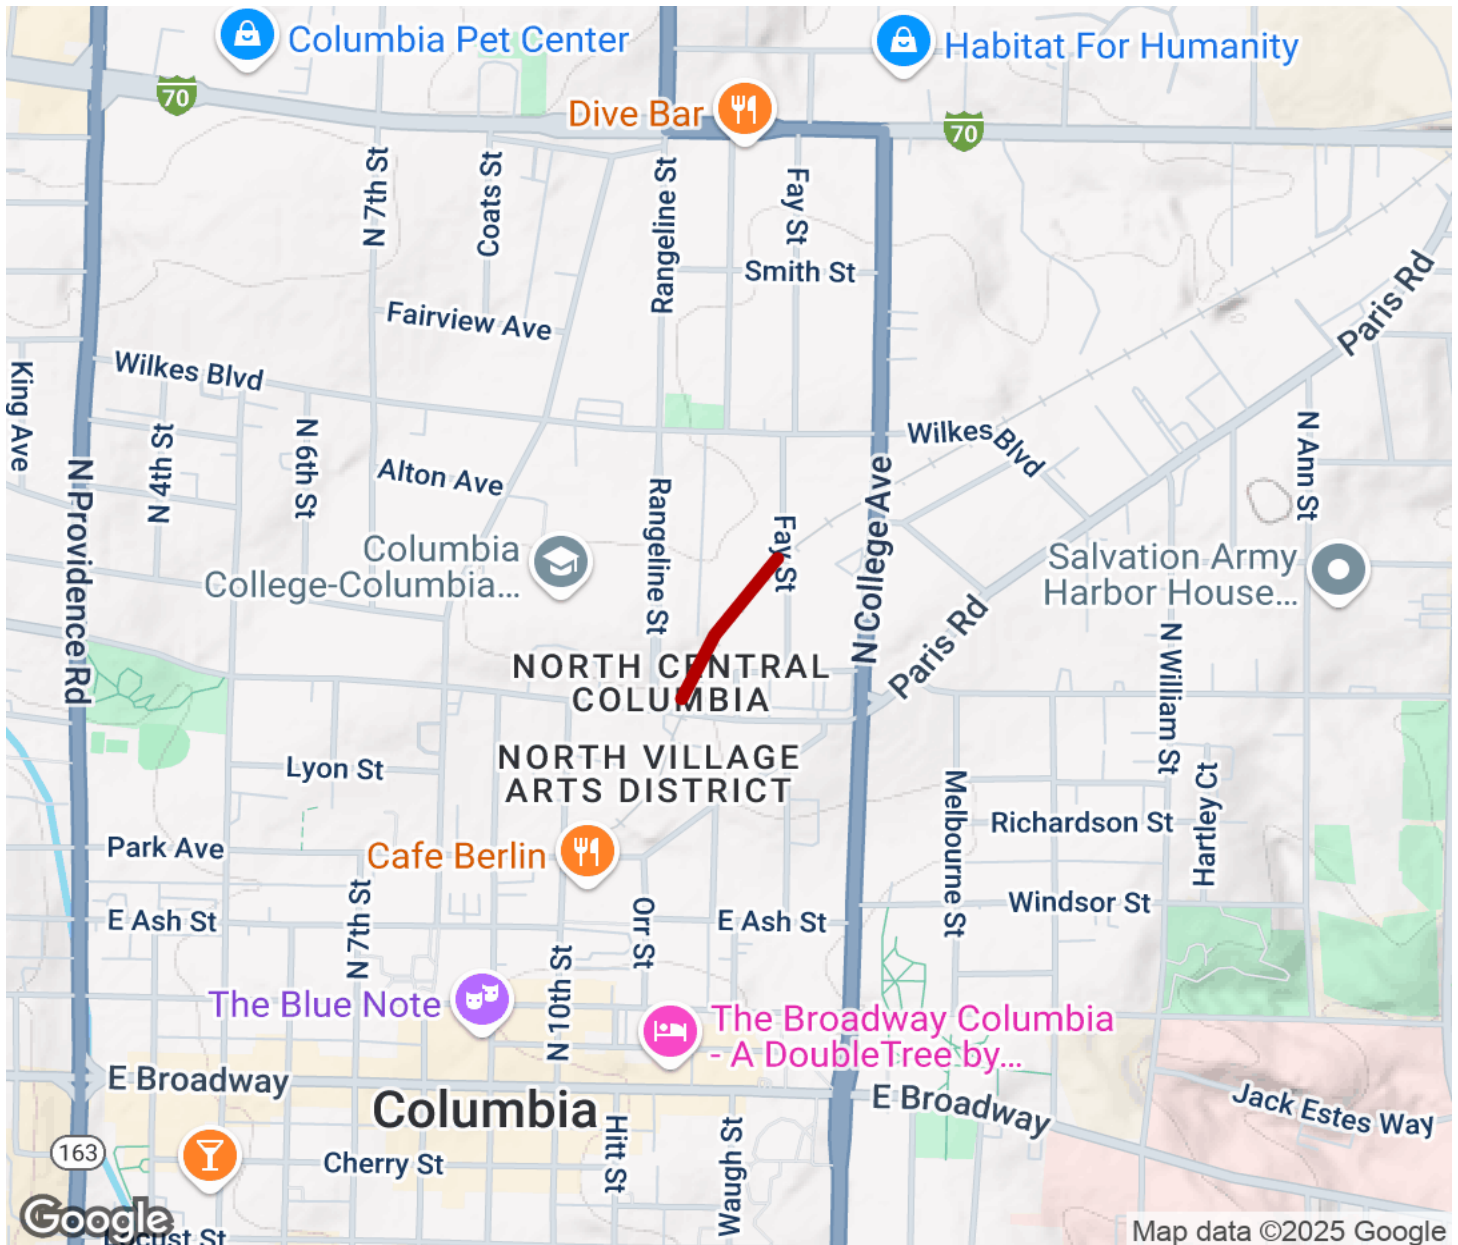 Columbia Pet Center
Habitat For Humanity
70
Dive Bar
70
N 7th St
Coats St
Rangeline St
Fay St
Smith St
Fairview Ave
Paris Rd
Wilkes Blvd
King Ave
N 4th St
N 6th St
Alton Ave
Wilkes Blvd
N Ann St
N Providence Rd
Rangeline St
Fay St
N College Ave
Columbia
College-Columbia...
Salvation Army
Harbor House...
Paris Rd
N William St
NORTH CENTRAL
COLUMBIA
NORTH VILLAGE
ARTS DISTRICT
Lyon St
Melbourne St
Hartley Ct
Richardson St
Park Ave
Cafe Berlin
N 7th St
Orr St
Windsor St
E Ash St
E Ash St
The Blue Note
N 10th St
The Broadway Columbia
- A DoubleTree by...
E Broadway
Columbia
E Broadway
Jack Estes Way
163
Cherry St
Hitt St
Waugh St
Google
Locust St
Map data ©2025 Google